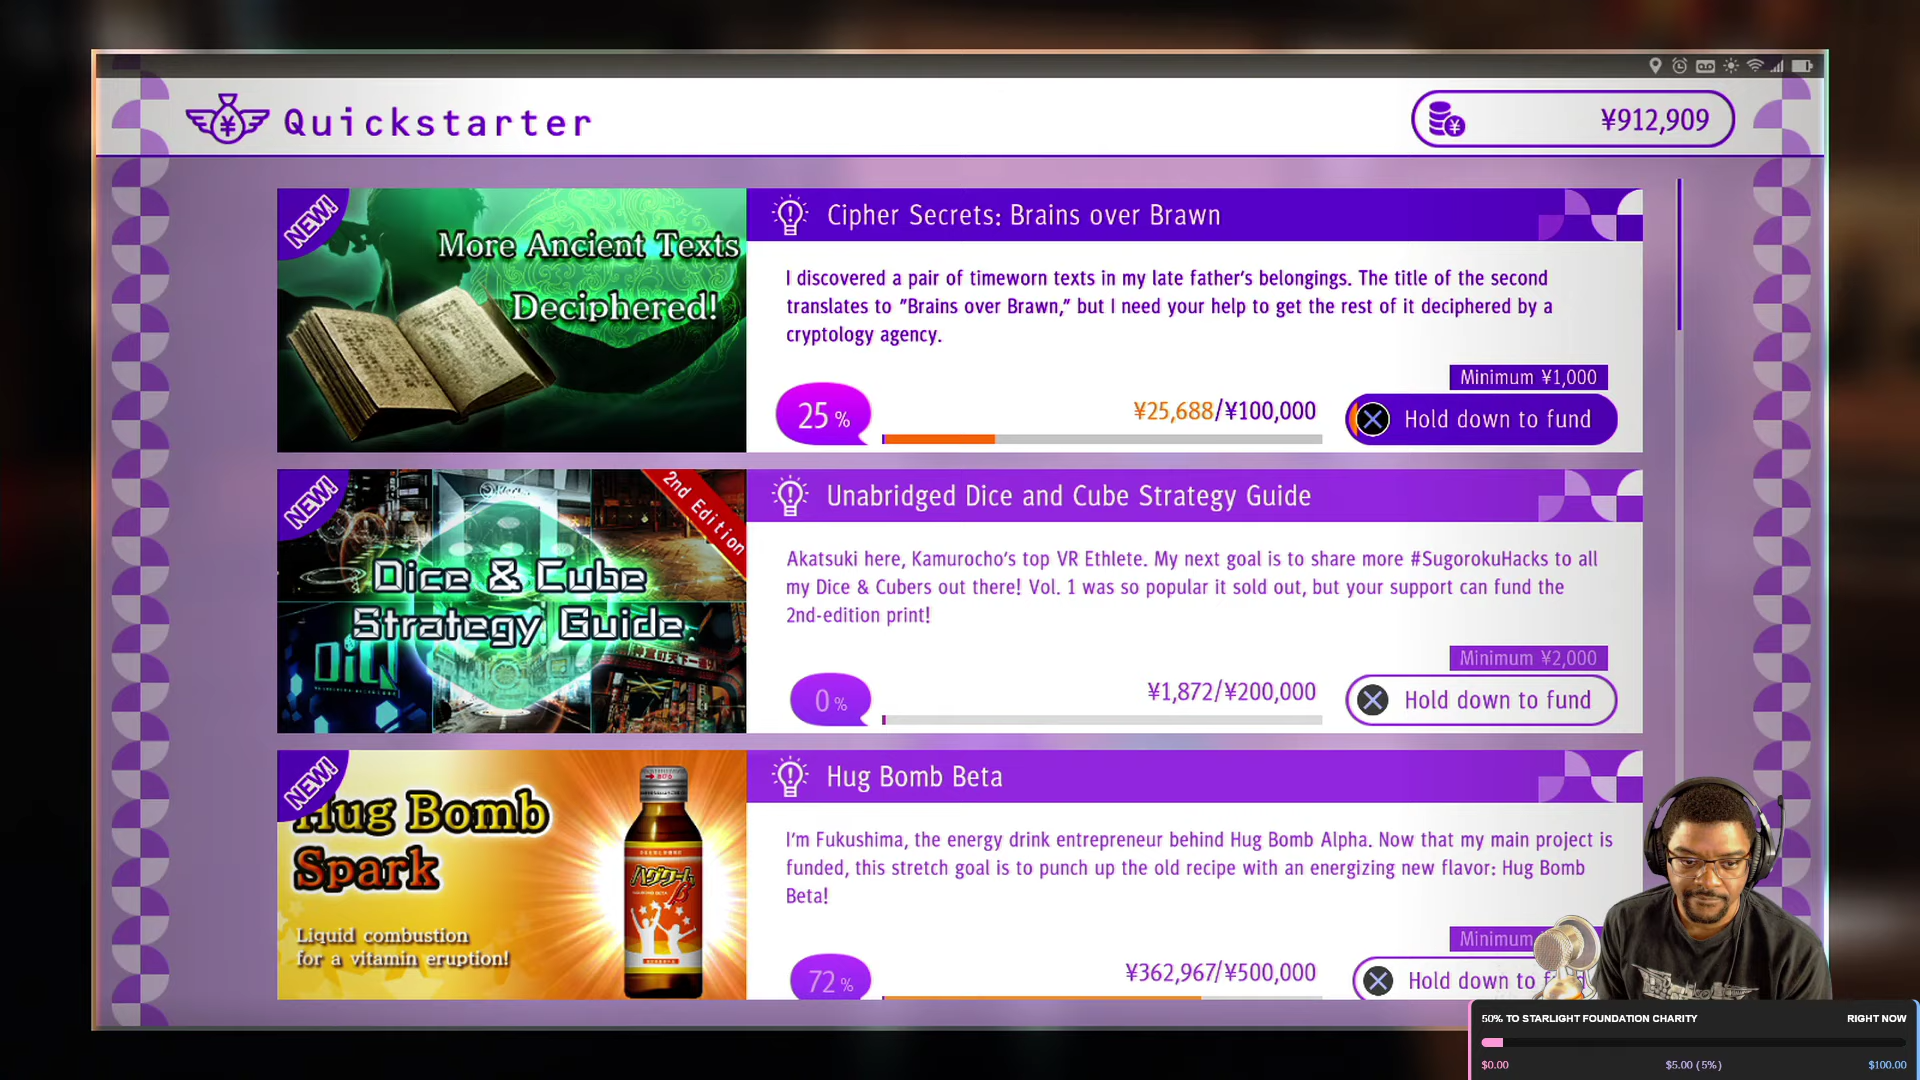 Quickstarter
¥912,909
NEW!
More Ancient Texts
Deciphered!
Cipher Secrets: Brains over Brawn
I discovered a pair of timeworn texts in my late father's belongings. The title of the second
translates to "Brains over Brawn," but I need your help to get the rest of it deciphered by a
cryptology agency.
Minimum ¥1,000
25 %
¥25,688/¥100,000
Hold down to fund
NEW!
2nd Edition
Dice & Cube
Strategy Guide
Unabridged Dice and Cube Strategy Guide
Akatsuki here, Kamurocho's top VR Ethlete. My next goal is to share more #SugorokuHacks to all
my Dice & Cubers out there! Vol. 1 was so popular it sold out, but your support can fund the
2nd-edition print!
Minimum ¥2,000
0 %
¥1,872/¥200,000
Hold down to fund
NEW!
Hug Bomb
Spark
Liquid combustion
for a vitamin eruption!
Hug Bomb Beta
I'm Fukushima, the energy drink entrepreneur behind Hug Bomb Alpha. Now that my main project is
funded, this stretch goal is to punch up the old recipe with an energizing new flavor: Hug Bomb
Beta!
Minimum
72 %
¥362,967/¥500,000
Hold down to
50% TO STARLIGHT FOUNDATION CHARITY
RIGHT NOW
$0.00
$5.00 (5%)
$100.00